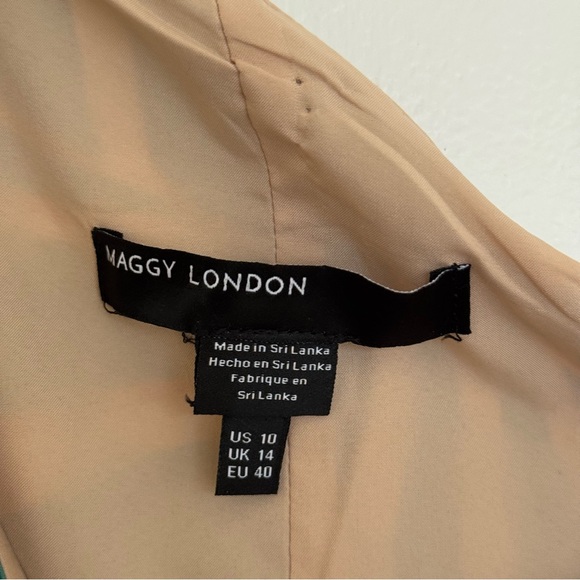 MAGGY LONDON
Made in Sri Lanka
Hecho en Sri Lanka
Fabrique en
Sri Lanka
US 10
UK 14
EU 40